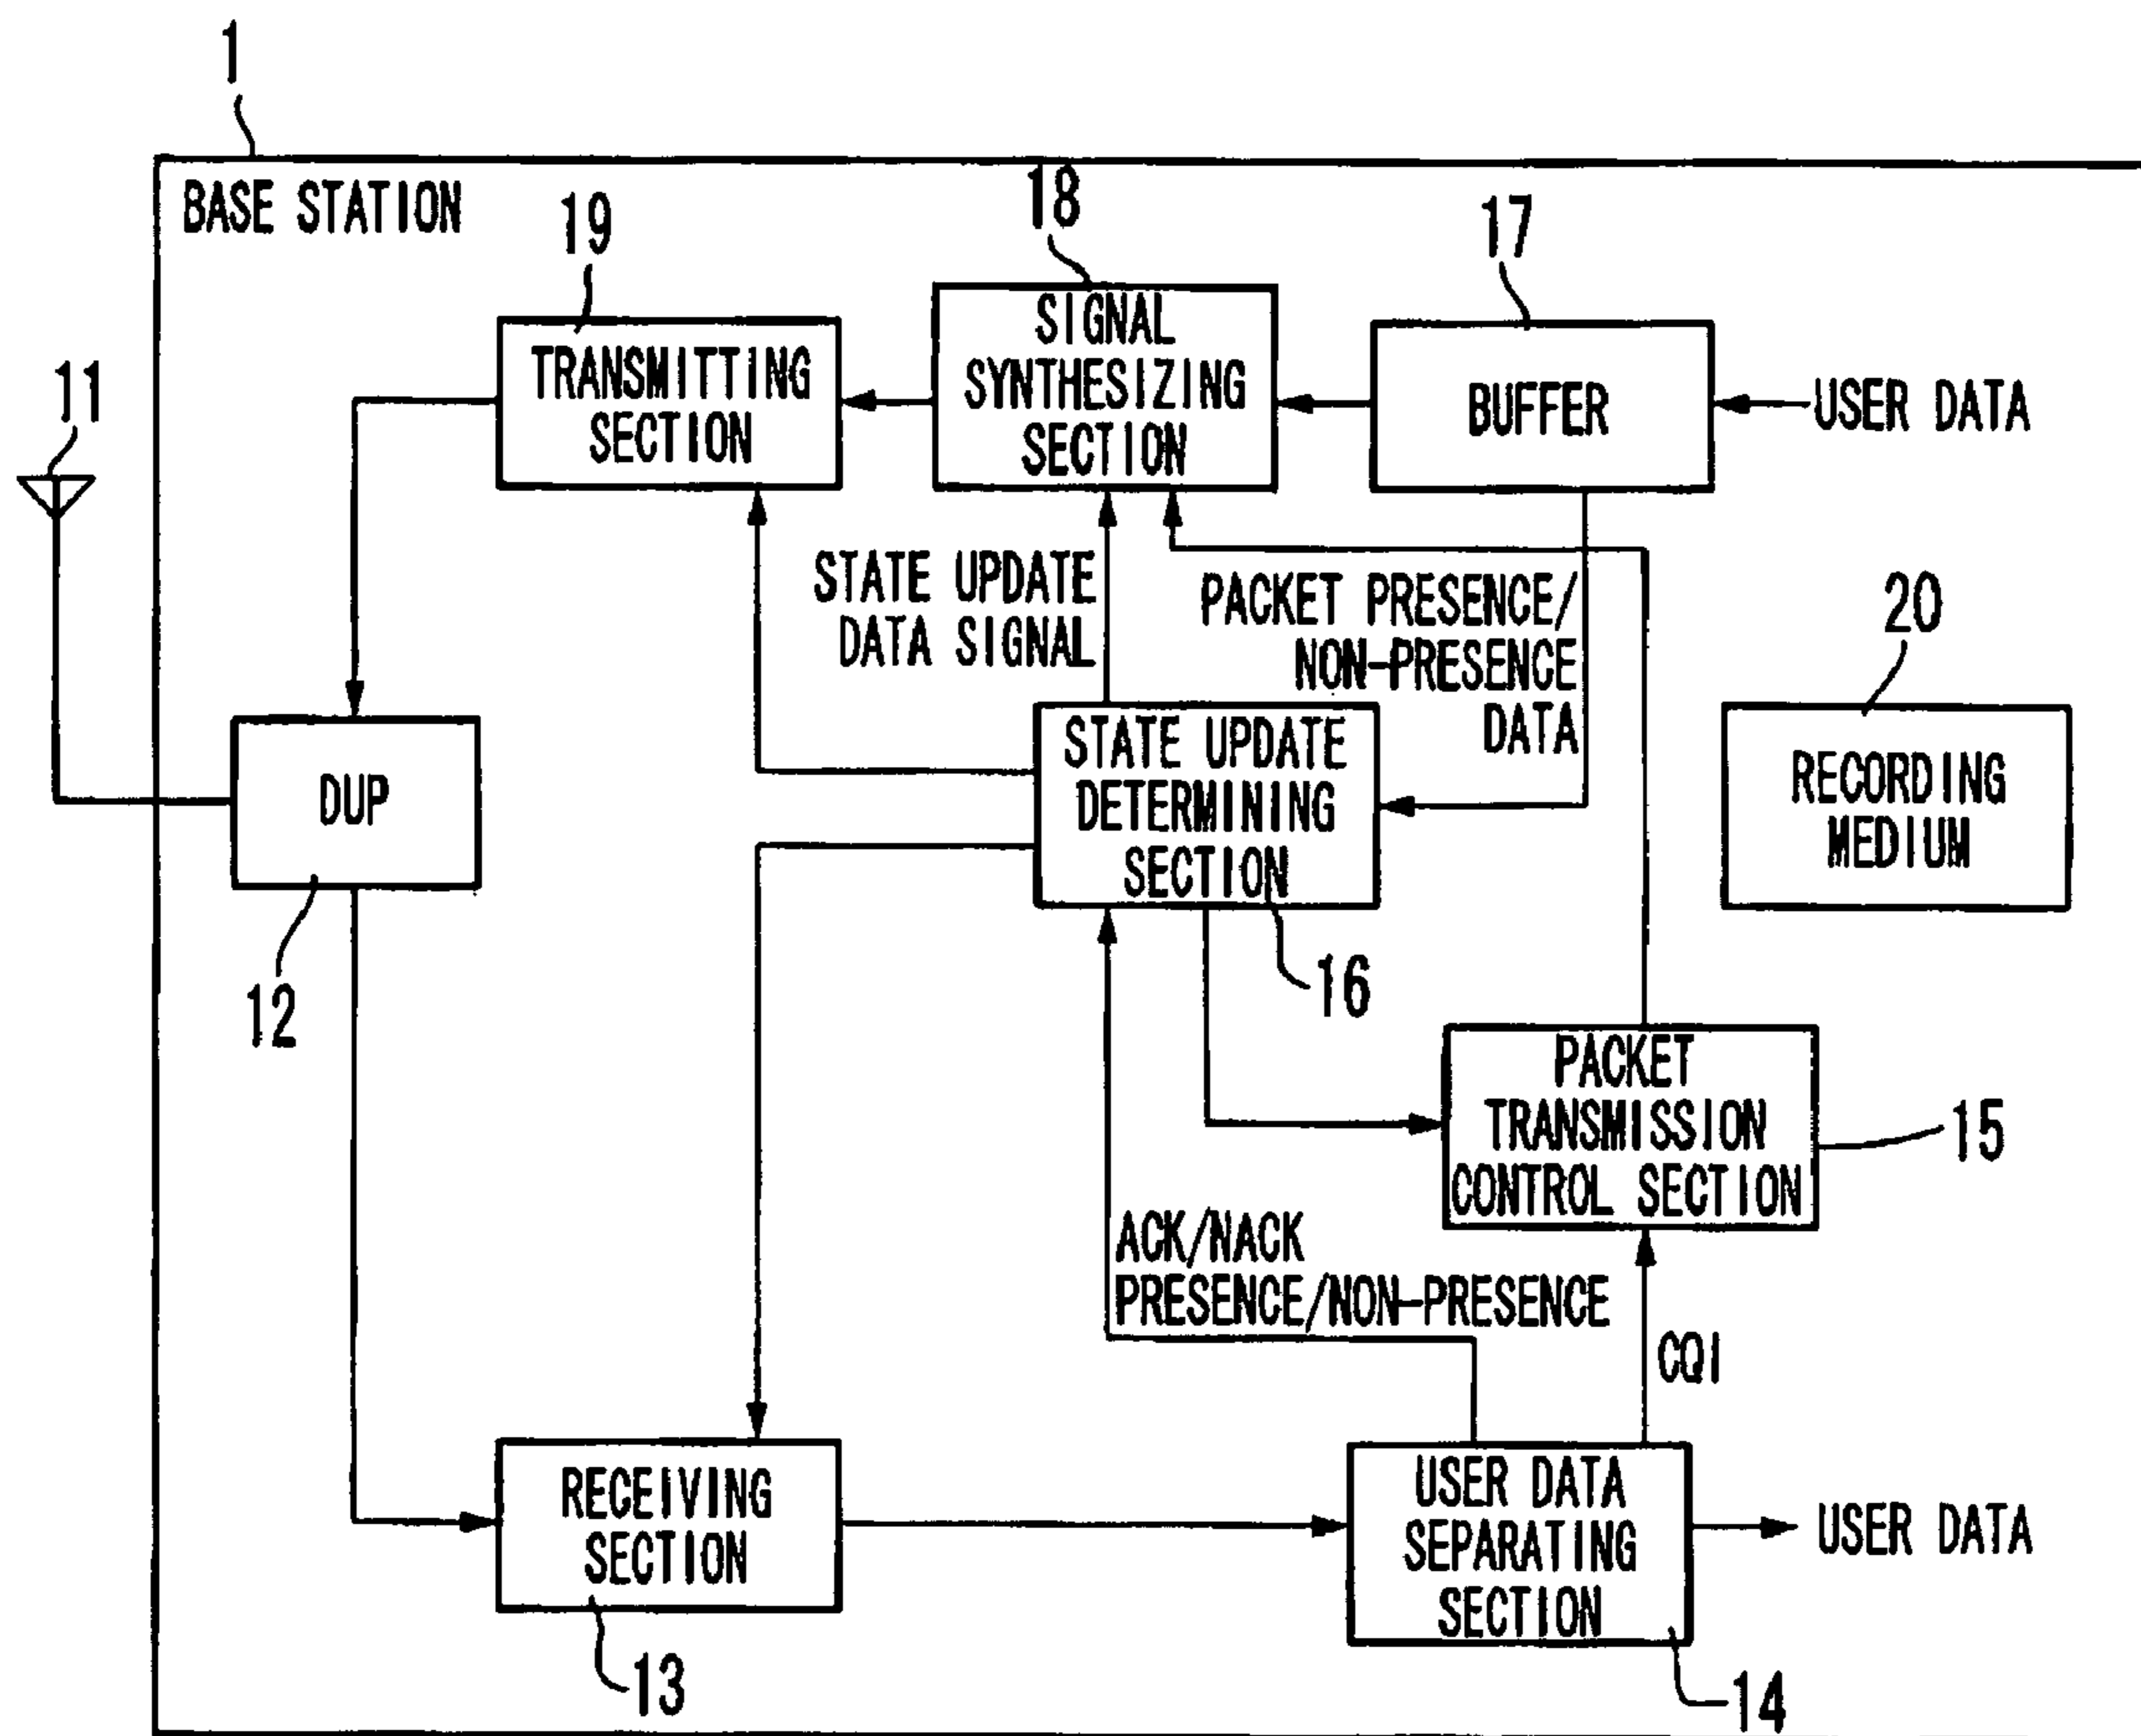 1
BASE STATION
19
18
17
11
TRANSMITTING
SECTION
SIGNAL
SYNTHESIZING
SECTION
BUFFER
USER DATA
STATE UPDATE
DATA SIGNAL
PACKET PRESENCE/
NON-PRESENCE
DATA
20
DUP
12
STATE UPDATE
DETERMINING
SECTION
16
RECORDING
MEDIUM
PACKET
TRANSMISSION
CONTROL SECTION
15
ACK/NACK
PRESENCE/NON-PRESENCE
CQI
RECEIVING
SECTION
13
USER DATA
SEPARATING
SECTION
14
USER DATA